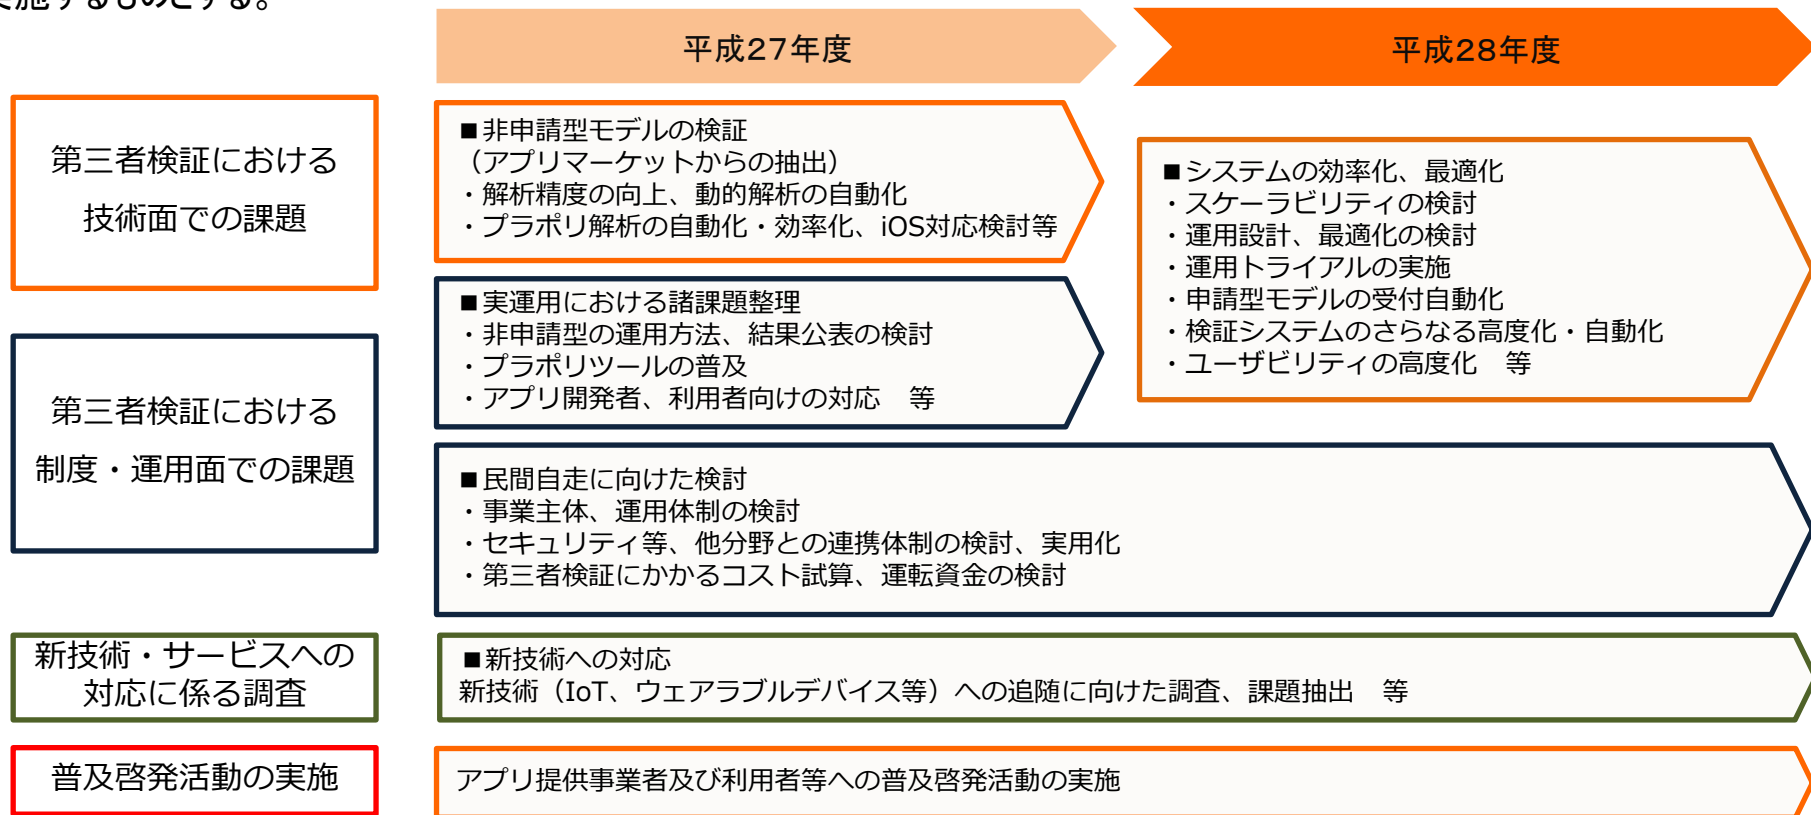 実施するものとする。
平成27年度
平成28年度
第三者検証における
技術面での課題
■非申請型モデルの検証
（アプリマーケットからの抽出）
・解析精度の向上、動的解析の自動化
・プラポリ解析の自動化・効率化、iOS対応検討等
■システムの効率化、最適化
・スケーラビリティの検討
・運用設計、最適化の検討
・運用トライアルの実施
・申請型モデルの受付自動化
・検証システムのさらなる高度化・自動化
・ユーザビリティの高度化　等
第三者検証における
制度・運用面での課題
■実運用における諸課題整理
・非申請型の運用方法、結果公表の検討
・プラポリツールの普及
・アプリ開発者、利用者向けの対応　等
■民間自走に向けた検討
・事業主体、運用体制の検討
・セキュリティ等、他分野との連携体制の検討、実用化
・第三者検証にかかるコスト試算、運転資金の検討
新技術・サービスへの
対応に係る調査
■新技術への対応
新技術（IoT、ウェアラブルデバイス等）への追随に向けた調査、課題抽出　等
普及啓発活動の実施
アプリ提供事業者及び利用者等への普及啓発活動の実施